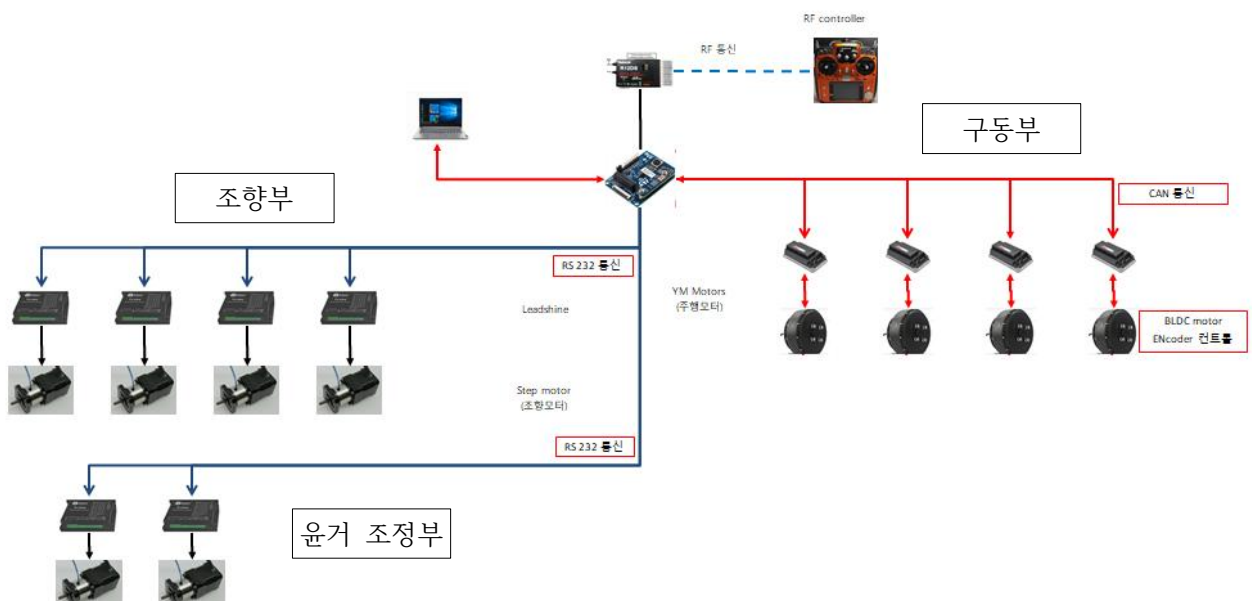 RF controller
RF 통신
구동부
조향부
CAN 통신
RS 232 통신
Leadshine
YM Motors
(주행모터)
BLDC motor
ENcoder 컨트롤
Step motor
(조향모터)
RS 232 통신
윤거 조정부